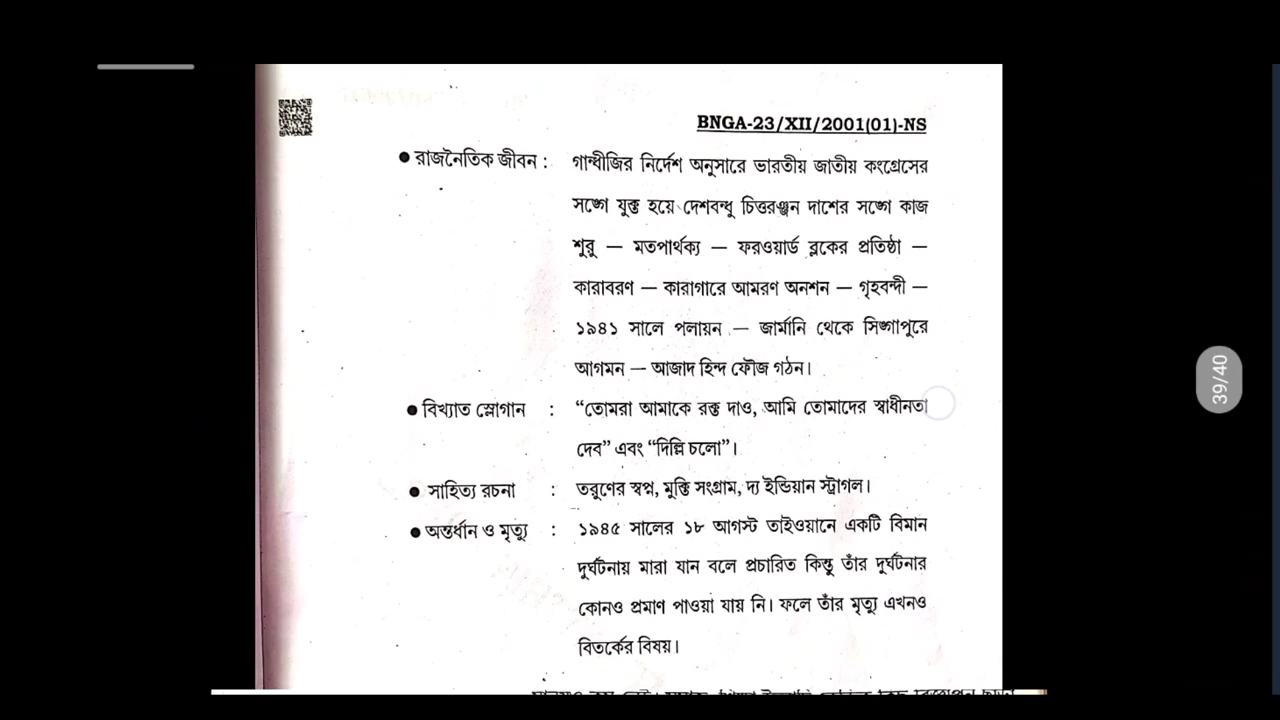 BNGA-23/XII/2001(01)-NS
● রাজনৈতিক জীবন : গান্ধীজির নির্দেশ অনুসারে ভারতীয় জাতীয় কংগ্রেসের
সঙ্গে যুক্ত হয়ে দেশবন্ধু চিত্তরঞ্জন দাশের সঙ্গে কাজ
শুরু — মতপার্থক্য — ফরওয়ার্ড ব্লকের প্রতিষ্ঠা —
কারাবরণ — কারাগারে আমরণ অনশন — গৃহবন্দী —
১৯৪১ সালে পলায়ন — জার্মানি থেকে সিঙ্গাপুরে
আগমন — আজাদ হিন্দ ফৌজ গঠন।
● বিখ্যাত স্লোগান : “তোমরা আমাকে রক্ত দাও, আমি তোমাদের স্বাধীনতা
দেব” এবং “দিল্লি চলো”।
● সাহিত্য রচনা : তরুণের স্বপ্ন, মুক্তি সংগ্রাম, দ্য ইন্ডিয়ান স্ট্রাগল।
● অন্তর্ধান ও মৃত্যু : ১৯৪৫ সালের ১৮ আগস্ট তাইওয়ানে একটি বিমান
দুর্ঘটনায় মারা যান বলে প্রচারিত কিন্তু তাঁর দুর্ঘটনার
কোনও প্রমাণ পাওয়া যায় নি। ফলে তাঁর মৃত্যু এখনও
বিতর্কের বিষয়।
39/40